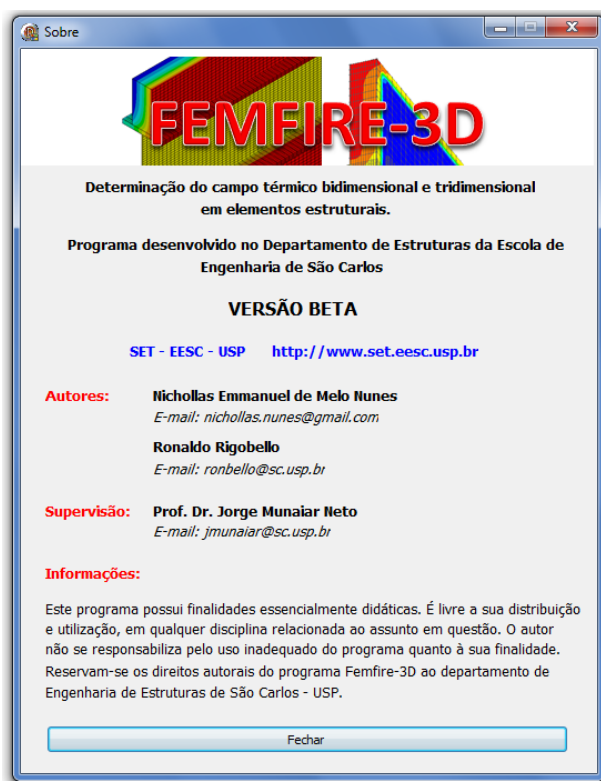 Sobre
FEMFIRE-3D
Determinação do campo térmico bidimensional e tridimensional
em elementos estruturais.
Programa desenvolvido no Departamento de Estruturas da Escola de
Engenharia de São Carlos
VERSÃO BETA
SET - EESC - USP http://www.set.eesc.usp.br
Autores: Nichollas Emmanuel de Melo Nunes
E-mail: nichollas.nunes@gmail.com
Ronaldo Rigobello
E-mail: ronbello@sc.usp.br
Supervisão: Prof. Dr. Jorge Munaiar Neto
E-mail: jmunaiar@sc.usp.br
Informações:
Este programa possui finalidades essencialmente didáticas. É livre a sua distribuição
e utilização, em qualquer disciplina relacionada ao assunto em questão. O autor
não se responsabiliza pelo uso inadequado do programa quanto à sua finalidade.
Reservam-se os direitos autorais do programa Femfire-3D ao departamento de
Engenharia de Estruturas de São Carlos - USP.
Fechar